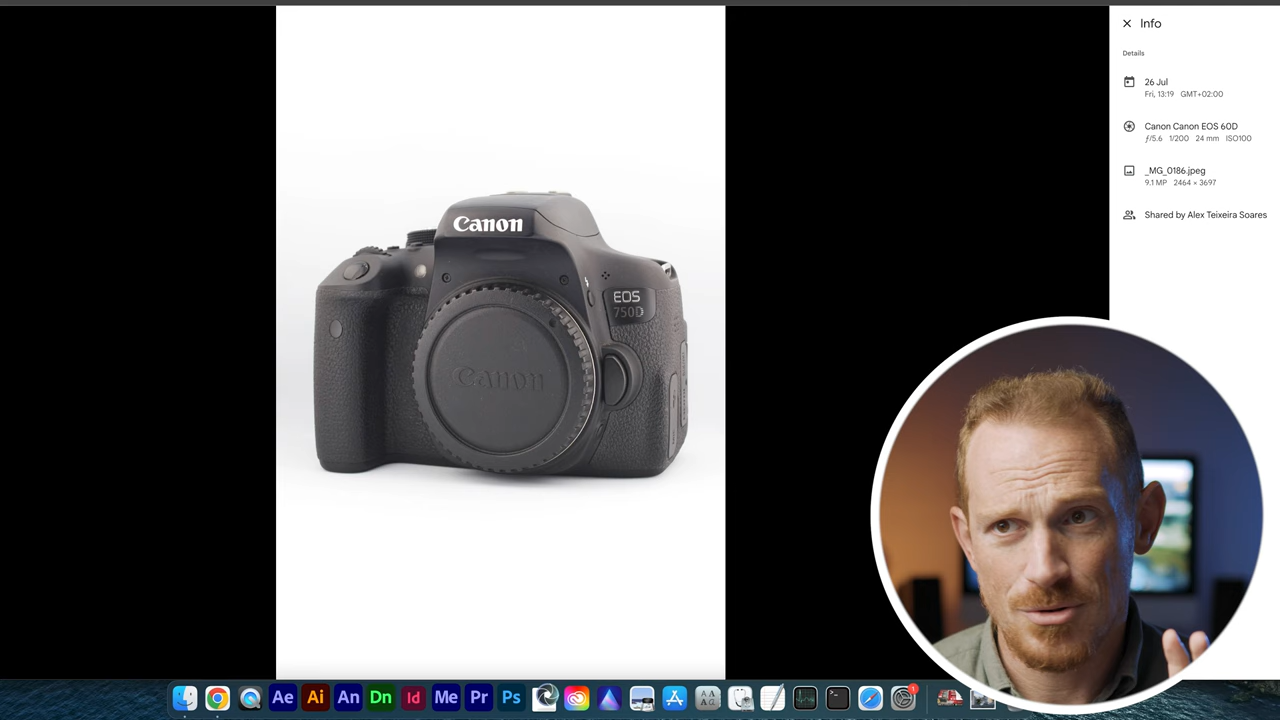 Info
Details
26 Jul
Fri, 13:19 GMT+02:00
Canon Canon EOS 60D
ƒ/5.6 1/200 24 mm ISO100
_MG_0186.jpeg
9.1 MP 2464 × 3697
Shared by Alex Teixeira Soares
Canon
EOS
750D
Canon
Ae Ai An Dn Id Me Pr Ps
1